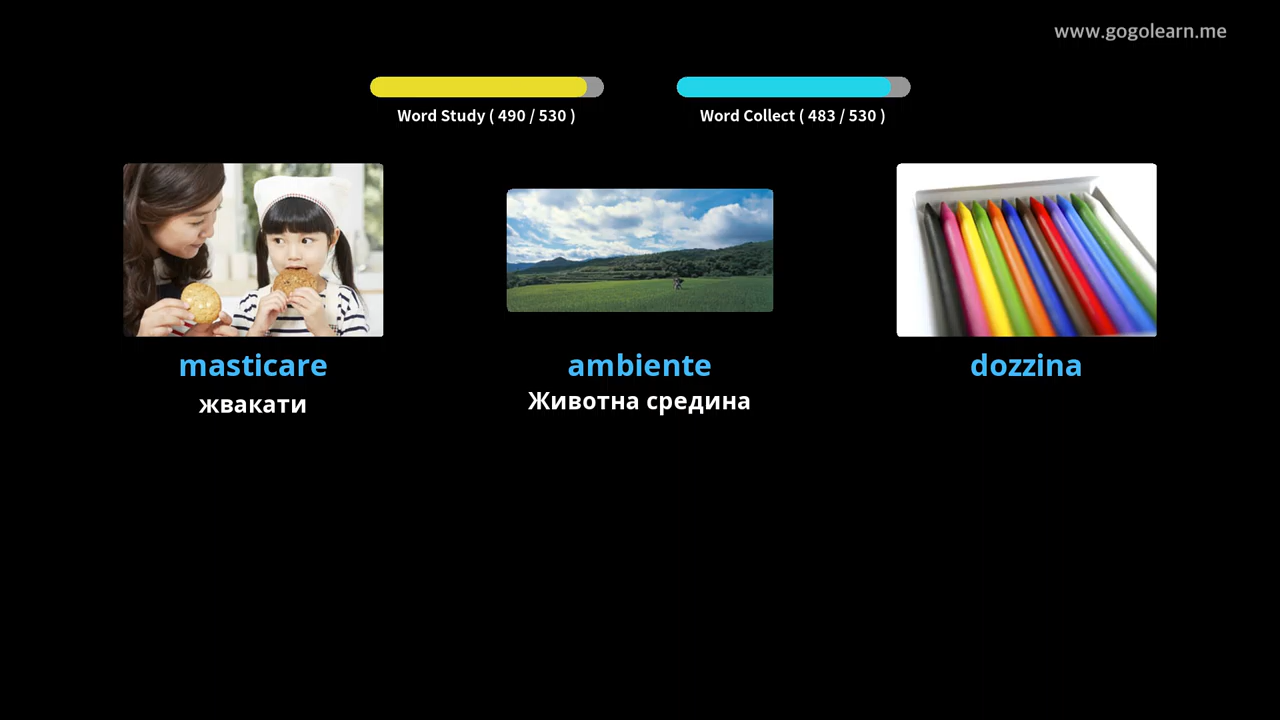 www.gogolearn.me
Word Study ( 490 / 530 )
Word Collect ( 483 / 530 )
masticare
жвакати
ambiente
Животна средина
dozzina